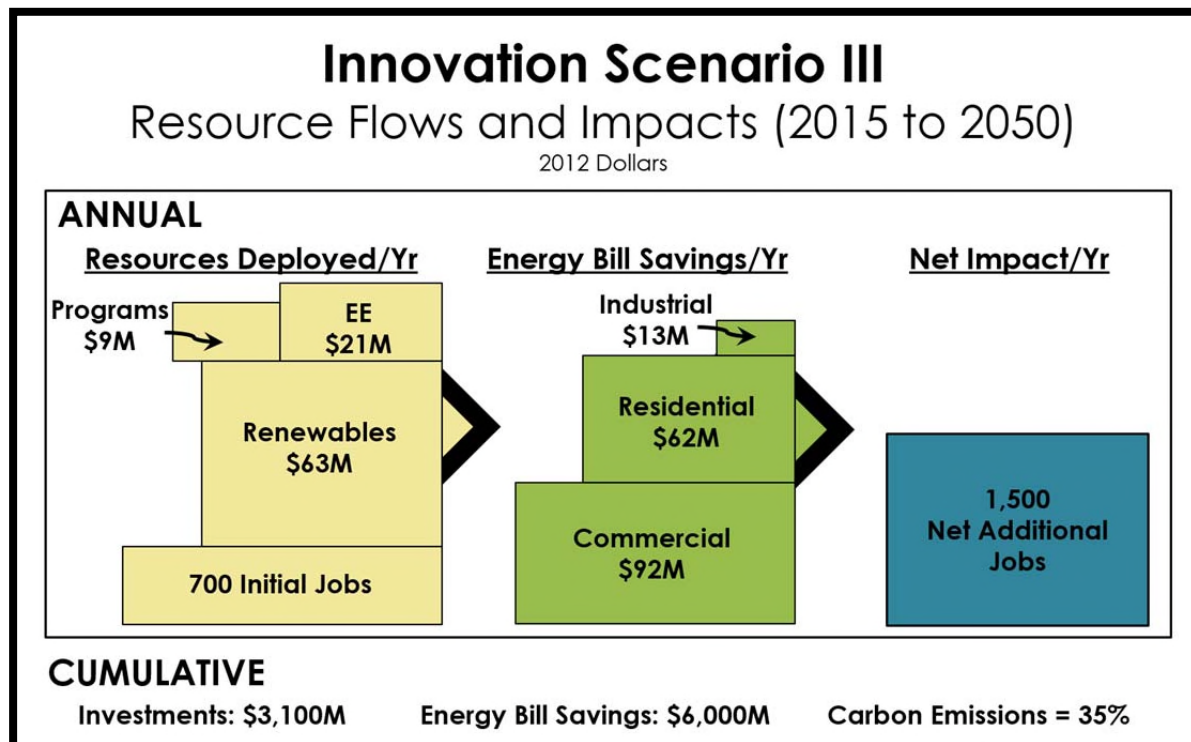 Innovation Scenario III
Resource Flows and Impacts (2015 to 2050)
2012 Dollars
ANNUAL
Resources Deployed/Yr
Programs
$9M
EE
$21M
Renewables
$63M
700 Initial Jobs
Energy Bill Savings/Yr
Industrial
$13M
Residential
$62M
Commercial
$92M
Net Impact/Yr
1,500
Net Additional
Jobs
CUMULATIVE
Investments: $3,100M
Energy Bill Savings: $6,000M
Carbon Emissions = 35%